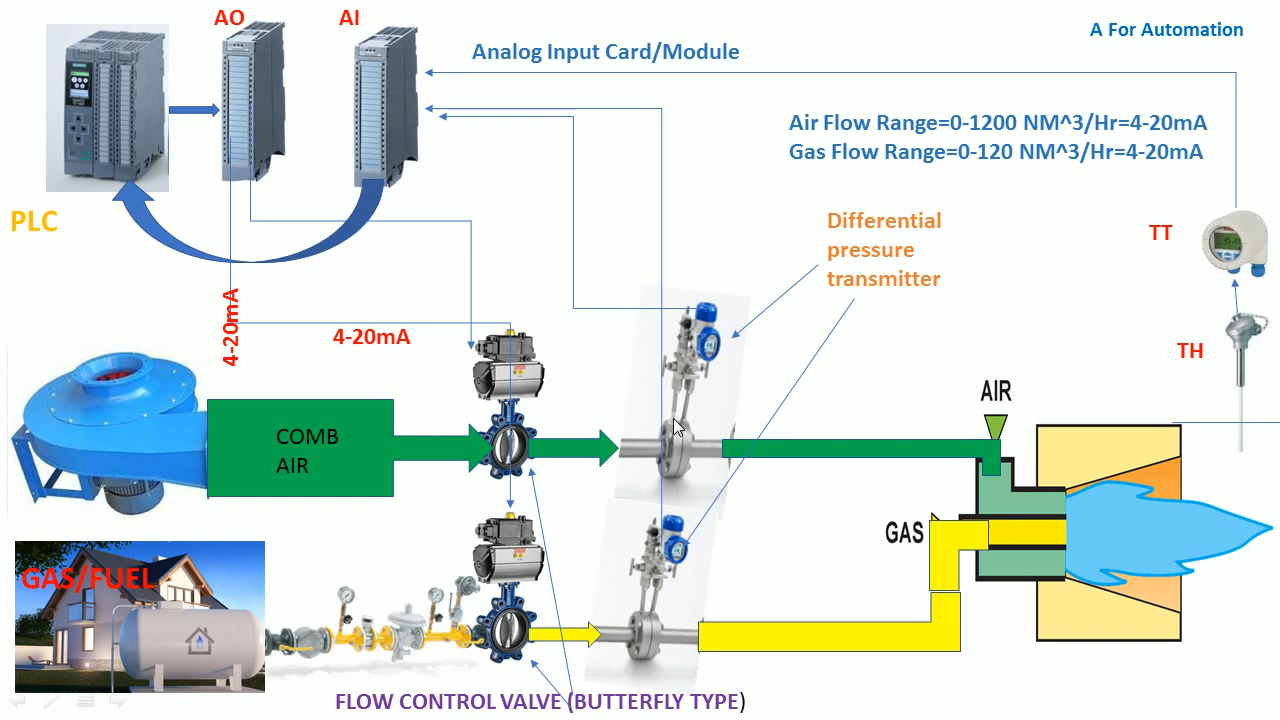 AO
AI
A For Automation
Analog Input Card/Module
Air Flow Range=0-1200 NM^3/Hr=4-20mA
Gas Flow Range=0-120 NM^3/Hr=4-20mA
PLC
Differential
pressure
transmitter
TT
4-20mA
4-20mA
TH
AIR
COMB
AIR
GAS
GAS/FUEL
FLOW CONTROL VALVE (BUTTERFLY TYPE)